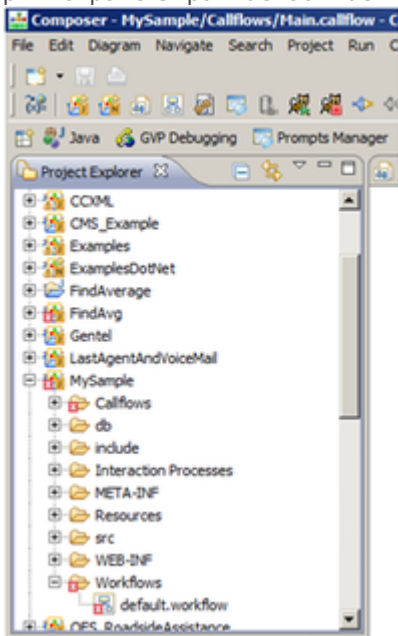 Composer - MySample/Callflows/Main.callflow - C
File Edit Diagram Navigate Search Project Run
Java GVP Debugging Prompts Manager
Project Explorer
CCXML
CMS_Example
Examples
ExamplesDotNet
FindAverage
FindAvg
Gentel
LastAgentAndVoiceMail
MySample
Callflows
db
include
Interaction Processes
META-INF
Resources
src
WEB-INF
Workflows
default.workflow
OFS_RoadsideAssistance